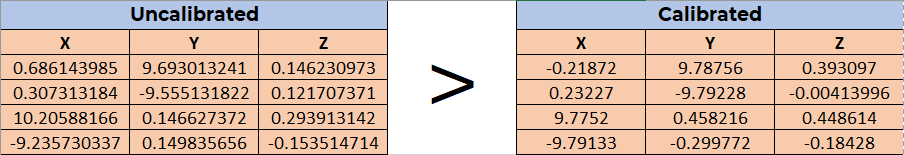 Uncalibrated > Calibrated
X Y Z X Y Z
0.686143985 9.693013241 0.146230973 -0.21872 9.78756 0.393097
0.307313184 -9.555131822 0.121707371 0.23227 -9.79228 -0.00413996
10.20588166 0.146627372 0.293913142 9.7752 0.458216 0.448614
-9.235730337 0.149835656 -0.153514714 -9.79133 -0.299772 -0.18428